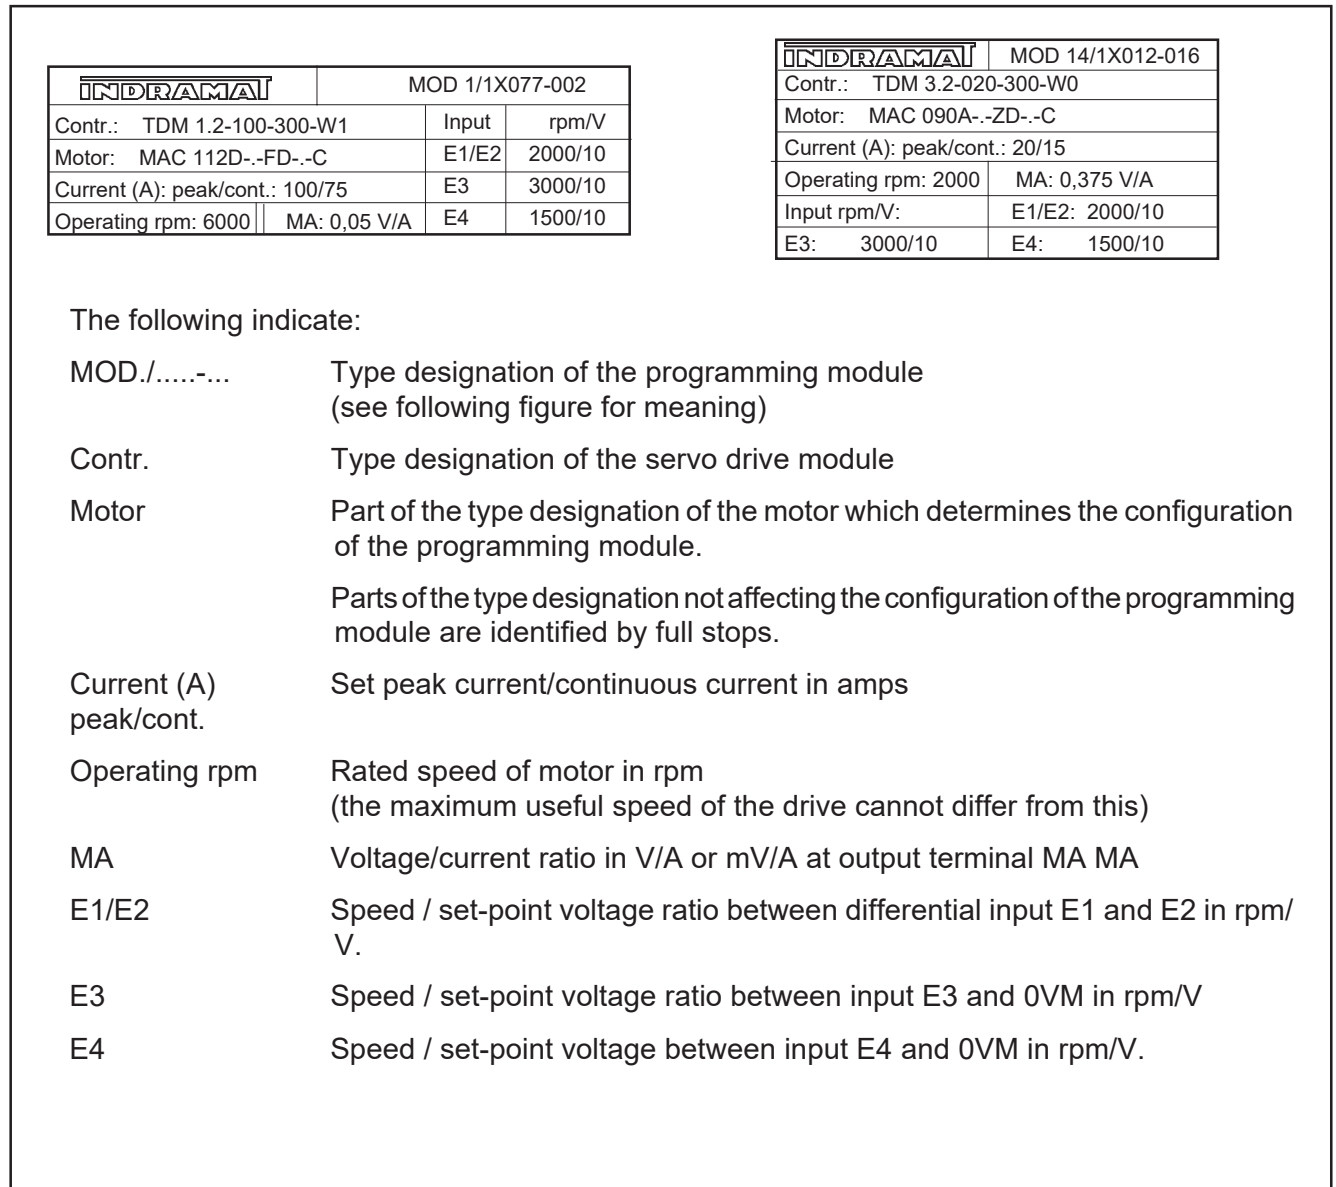 INDRAMAT MOD 1/1X077-002
Contr.: TDM 1.2-100-300-W1 Input rpm/V
Motor: MAC 112D-.-FD-.-C E1/E2 2000/10
Current (A): peak/cont.: 100/75 E3 3000/10
Operating rpm: 6000 MA: 0,05 V/A E4 1500/10
INDRAMAT MOD 14/1X012-016
Contr.: TDM 3.2-020-300-W0
Motor: MAC 090A-.-ZD-.-C
Current (A): peak/cont.: 20/15
Operating rpm: 2000 MA: 0,375 V/A
Input rpm/V: E1/E2: 2000/10
E3: 3000/10 E4: 1500/10
The following indicate:
MOD./.....-... Type designation of the programming module
(see following figure for meaning)
Contr. Type designation of the servo drive module
Motor Part of the type designation of the motor which determines the configuration
of the programming module.
Parts of the type designation not affecting the configuration of the programming
module are identified by full stops.
Current (A) Set peak current/continuous current in amps
peak/cont.
Operating rpm Rated speed of motor in rpm
(the maximum useful speed of the drive cannot differ from this)
MA Voltage/current ratio in V/A or mV/A at output terminal MA MA
E1/E2 Speed / set-point voltage ratio between differential input E1 and E2 in rpm/
V.
E3 Speed / set-point voltage ratio between input E3 and 0VM in rpm/V
E4 Speed / set-point voltage between input E4 and 0VM in rpm/V.